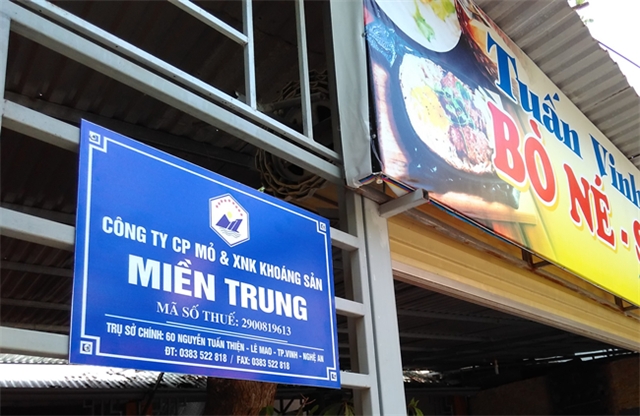 CÔNG TY CP MỎ & XNK KHOÁNG SẢN
MIỀN TRUNG
MÃ SỐ THUẾ: 2900819613
TRỤ SỞ CHÍNH: 60 NGUYỄN TUẤN THIỆN - LÊ MAO - TP.VINH - NGHỆ AN
ĐT: 0383 522 818 / FAX: 0383 522 818
Tuấn Vinh
BÒ NÉ -